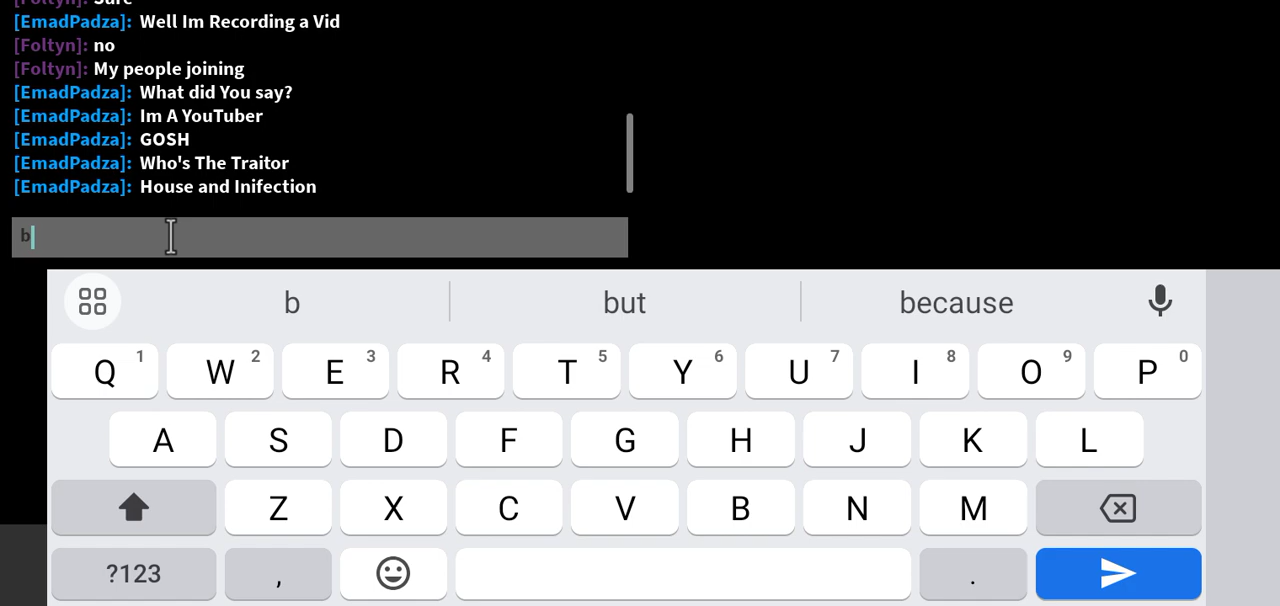 [Foltyn]: Sure
[EmadPadza]: Well Im Recording a Vid
[Foltyn]: no
[Foltyn]: My people joining
[EmadPadza]: What did You say?
[EmadPadza]: Im A YouTuber
[EmadPadza]: GOSH
[EmadPadza]: Who's The Traitor
[EmadPadza]: House and Inifection
b
b but because
Q 1 W 2 E 3 R 4 T 5 Y 6 U 7 I 8 O 9 P 0
A S D F G H J K L
Z X C V B N M
?123 , .